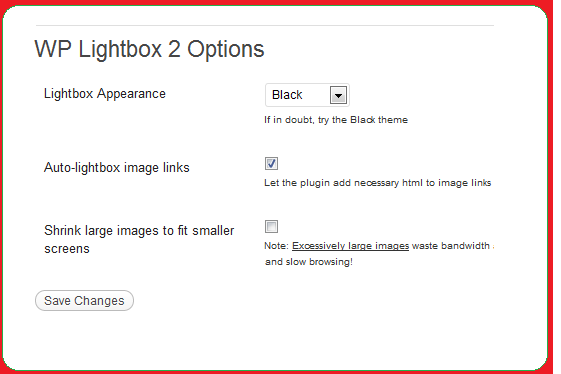 WP Lightbox 2 Options
Lightbox Appearance
Black
If in doubt, try the Black theme
Auto-lightbox image links
Let the plugin add necessary html to image links
Shrink large images to fit smaller
screens
Note: Excessively large images waste bandwidth
and slow browsing!
Save Changes